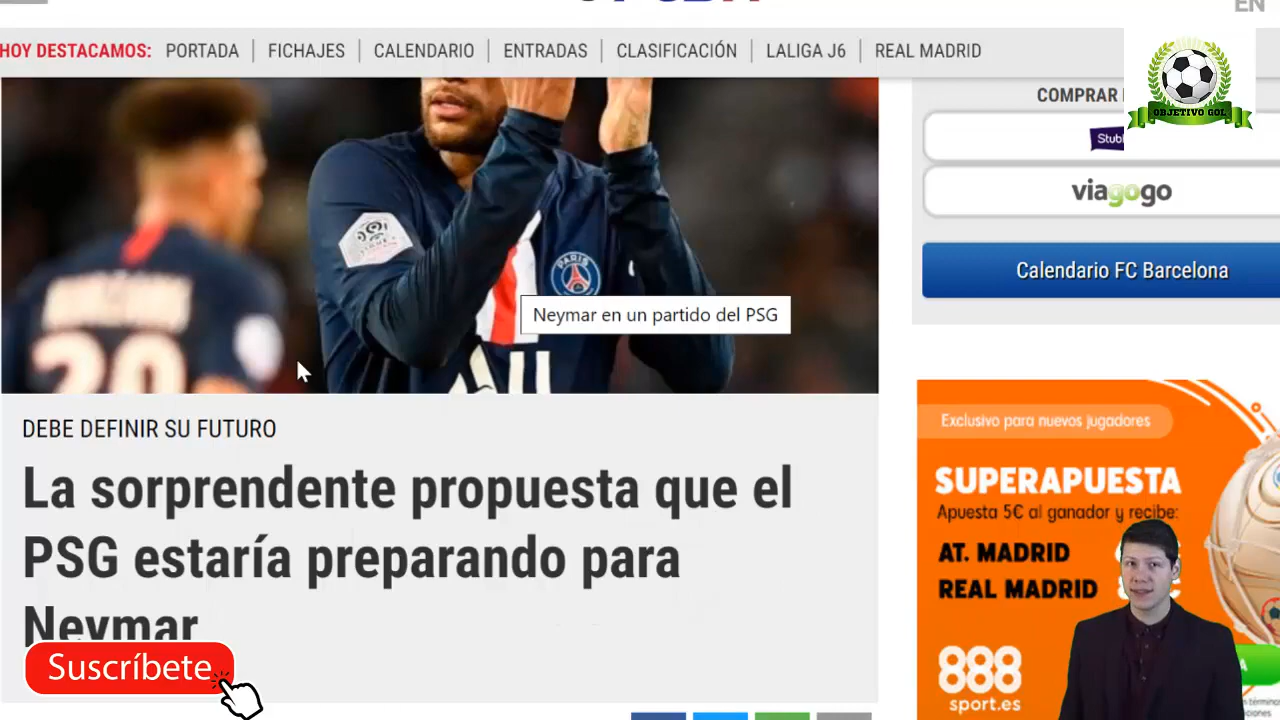 EN
HOY DESTACAMOS: PORTADA FICHAJES CALENDARIO ENTRADAS CLASIFICACIÓN LALIGA J6 REAL MADRID
OBJETIVO GOL
COMPRAR
viagogo
Calendario FC Barcelona
PARIS
Neymar en un partido del PSG
20
DEBE DEFINIR SU FUTURO
La sorprendente propuesta que el
PSG estaría preparando para
Neymar
Suscríbete
Exclusivo para nuevos jugadores
SUPERAPUESTA
Apuesta 5€ al ganador y recibe:
AT. MADRID
REAL MADRID
888
sport.es